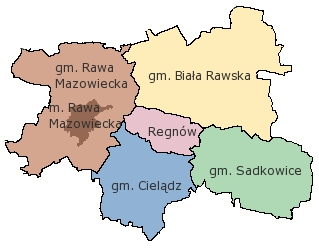 gm. Rawa
Mazowiecka
gm. Biała Rawska
m. Rawa
Mazowiecka
Regnów
gm. Sadkowice
gm. Cielądz